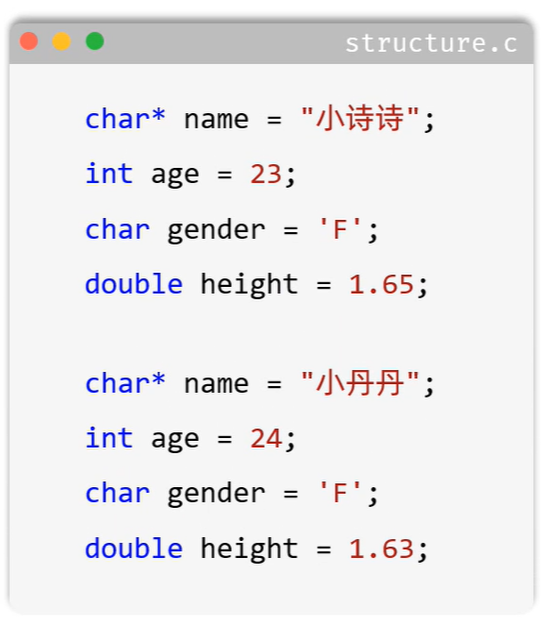 structure.c
char* name = "小诗诗";
int age = 23;
char gender = 'F';
double height = 1.65;
char* name = "小丹丹";
int age = 24;
char gender = 'F';
double height = 1.63;